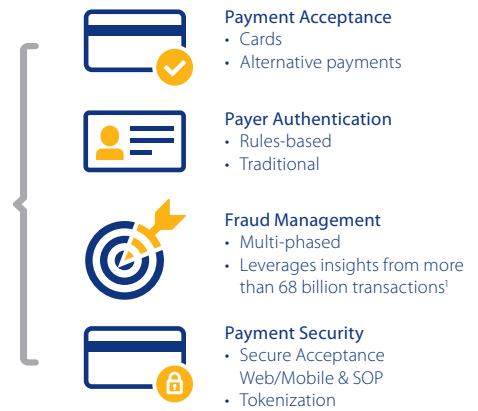 Payment Acceptance
• Cards
• Alternative payments
Payer Authentication
• Rules-based
• Traditional
Fraud Management
• Multi-phased
• Leverages insights from more
than 68 billion transactions¹
Payment Security
• Secure Acceptance
Web/Mobile & SOP
• Tokenization